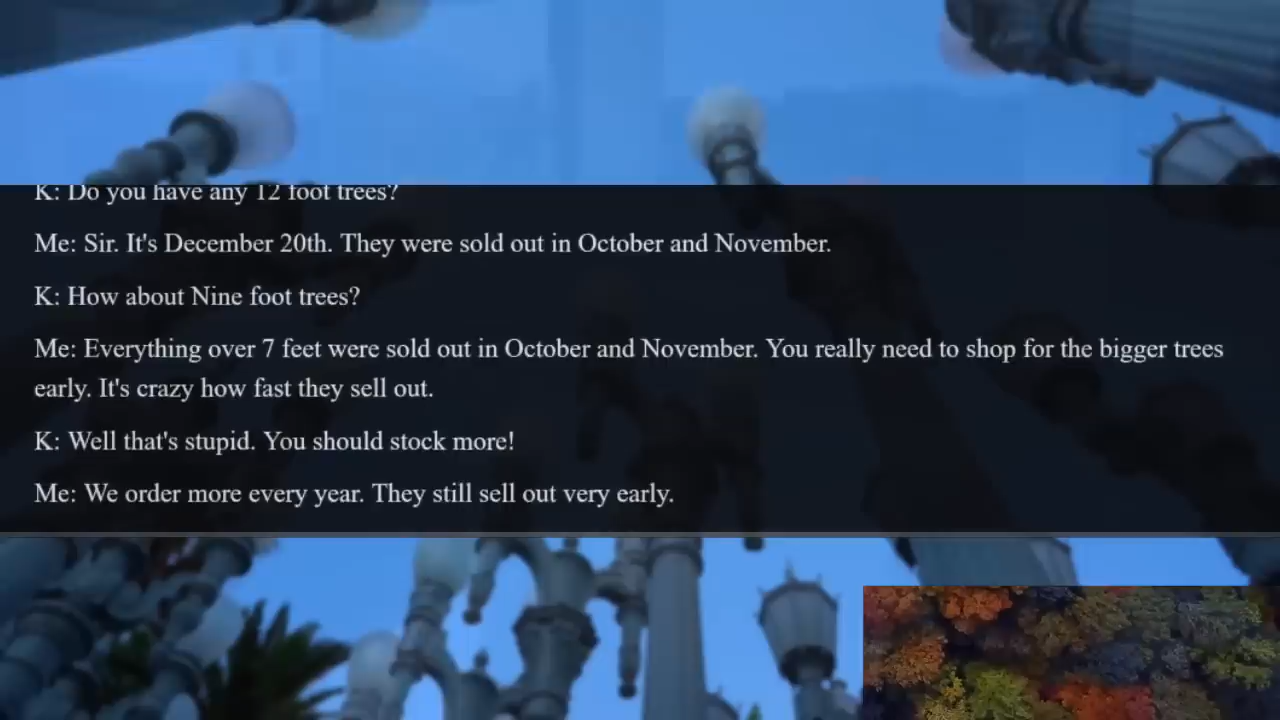 K: Do you have any 12 foot trees?
Me: Sir. It's December 20th. They were sold out in October and November.
K: How about Nine foot trees?
Me: Everything over 7 feet were sold out in October and November. You really need to shop for the bigger trees
early. It's crazy how fast they sell out.
K: Well that's stupid. You should stock more!
Me: We order more every year. They still sell out very early.